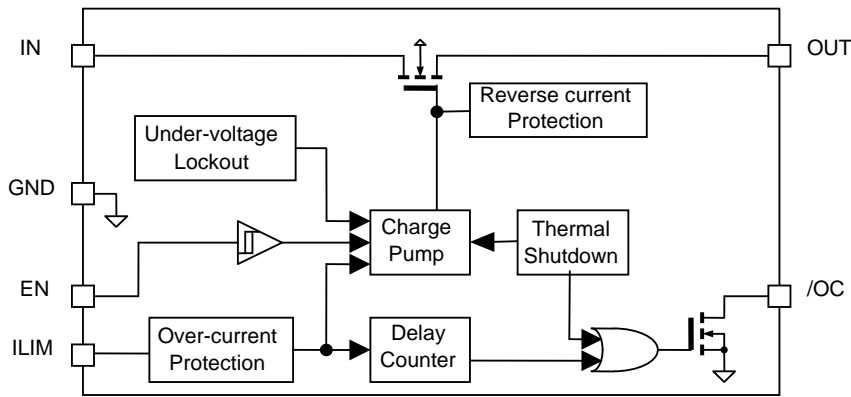 IN
OUT
Reverse current
Protection
Under-voltage
Lockout
GND
Charge
Pump
Thermal
Shutdown
EN
/OC
ILIM
Over-current
Protection
Delay
Counter